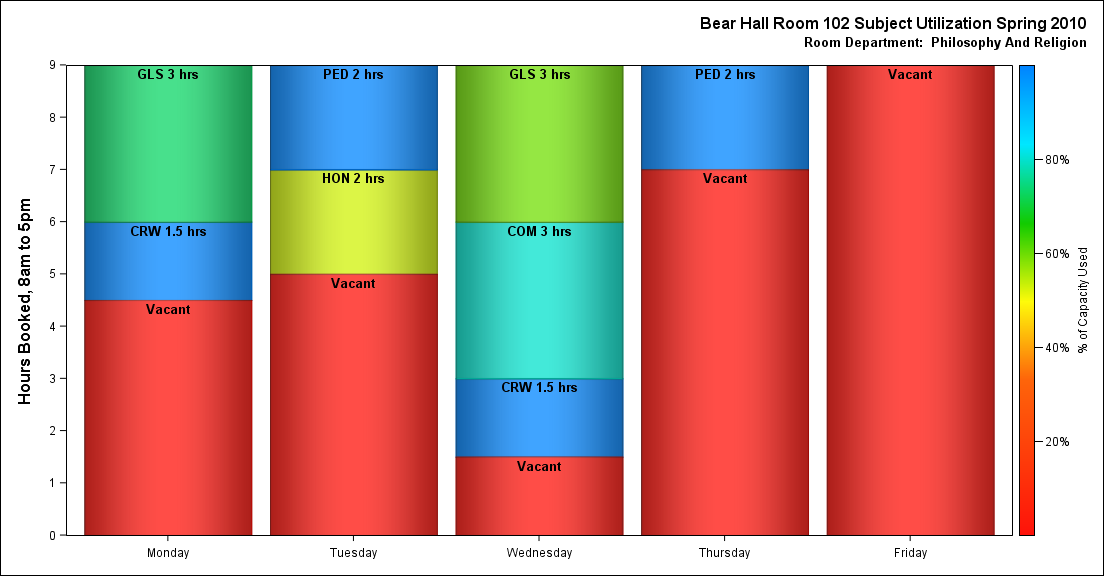 Bear Hall Room 102 Subject Utilization Spring 2010
Room Department:  Philosophy And Religion
Hours Booked, 8am to 5pm
9
8
7
6
5
4
3
2
1
0
GLS 3 hrs
CRW 1.5 hrs
Vacant
PED 2 hrs
HON 2 hrs
Vacant
GLS 3 hrs
COM 3 hrs
CRW 1.5 hrs
Vacant
PED 2 hrs
Vacant
Vacant
Monday
Tuesday
Wednesday
Thursday
Friday
80%
60%
40%
20%
% of Capacity Used